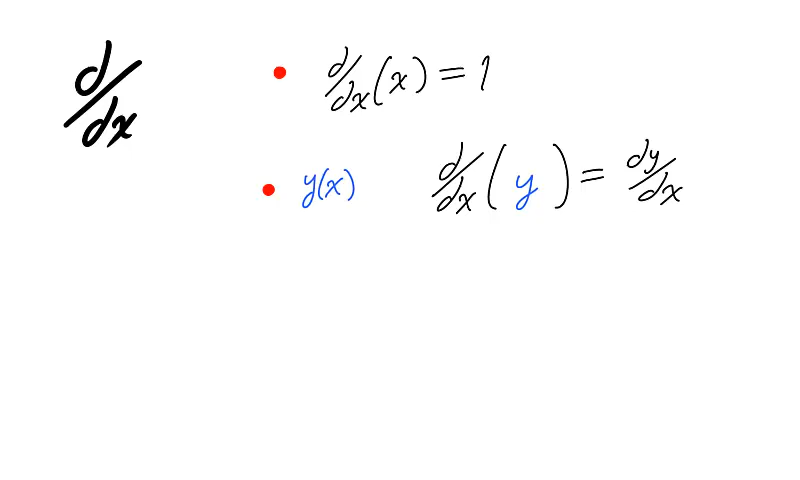 d/dx
• d/dx(x) = 1
• y(x) d/dx(y) = dy/dx